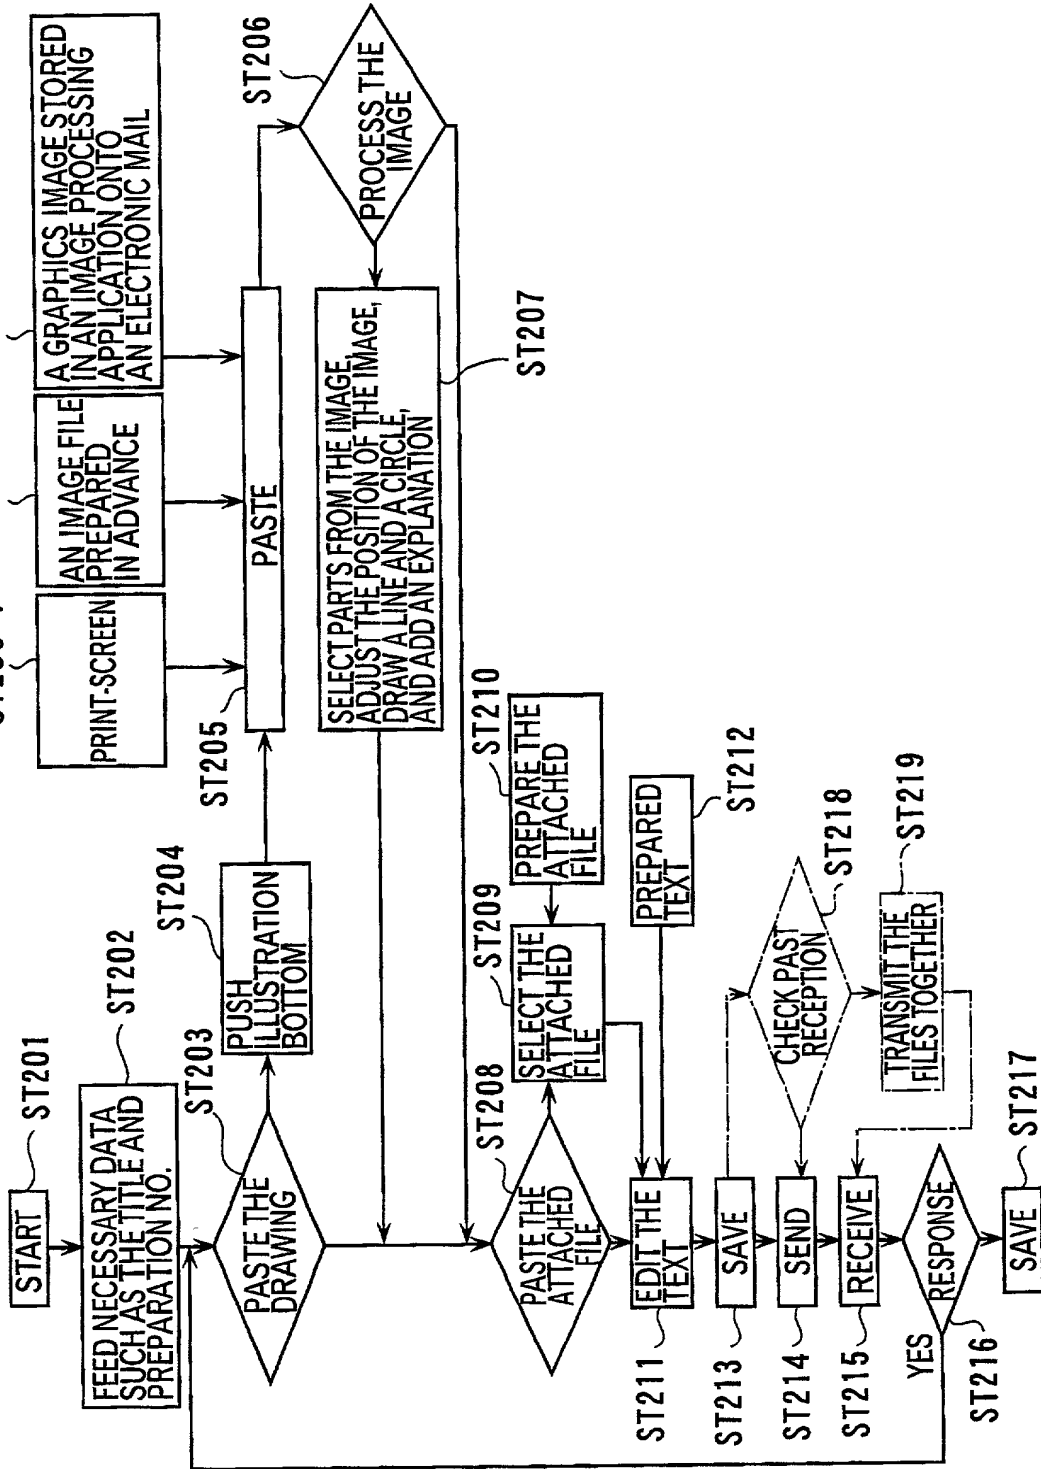 START
ST201
FEED NECESSARY DATA
SUCH AS THE TITLE AND
PREPARATION NO.
ST202
PASTE THE
DRAWING
ST203
PUSH
ILLUSTRATION
BOTTOM
ST204
PRINT-SCREEN
AN IMAGE FILE
PREPARED
IN ADVANCE
A GRAPHICS IMAGE STORED
IN AN IMAGE PROCESSING
APPLICATION ONTO
AN ELECTRONIC MAIL
PASTE
ST205
PROCESS THE
IMAGE
ST206
SELECT PARTS FROM THE IMAGE,
ADJUST THE POSITION OF THE IMAGE,
DRAW A LINE AND A CIRCLE,
AND ADD AN EXPLANATION
ST207
PASTE THE
ATTACHED
FILE
ST208
SELECT THE
ATTACHED
FILE
ST209
PREPARE THE
ATTACHED
FILE
ST210
EDIT THE
TEXT
ST211
PREPARED
TEXT
ST212
SAVE
ST213
SEND
ST214
RECEIVE
ST215
RESPONSE
ST216
YES
SAVE
ST217
CHECK PAST
RECEPTION
ST218
TRANSMIT THE
FILES TOGETHER
ST219